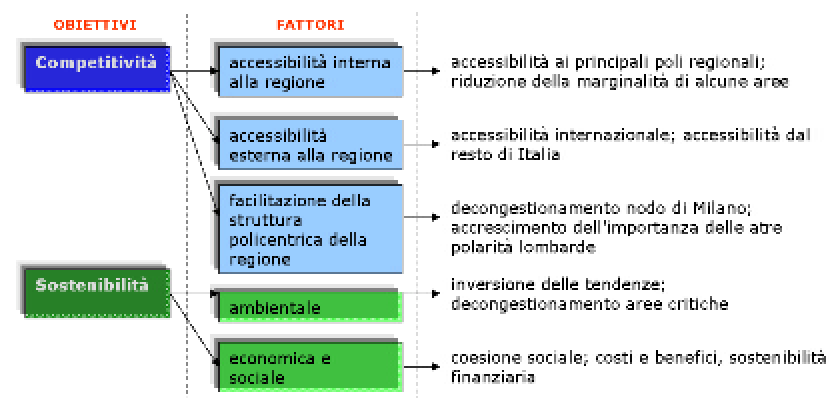 OBIETTIVI
FATTORI
Competitività
accessibilità interna
alla regione
accessibilità ai principali poli regionali;
riduzione della marginalità di alcune aree
accessibilità
esterna alla regione
accessibilità internazionale; accessibilità dal
resto di Italia
facilitazione della
struttura
policentrica della
regione
decongestionamento nodo di Milano;
accrescimento dell'importanza delle atre
polarità lombarde
Sostenibilità
ambientale
inversione delle tendenze;
decongestionamento aree critiche
economica e
sociale
coesione sociale; costi e benefici, sostenibilità
finanziaria